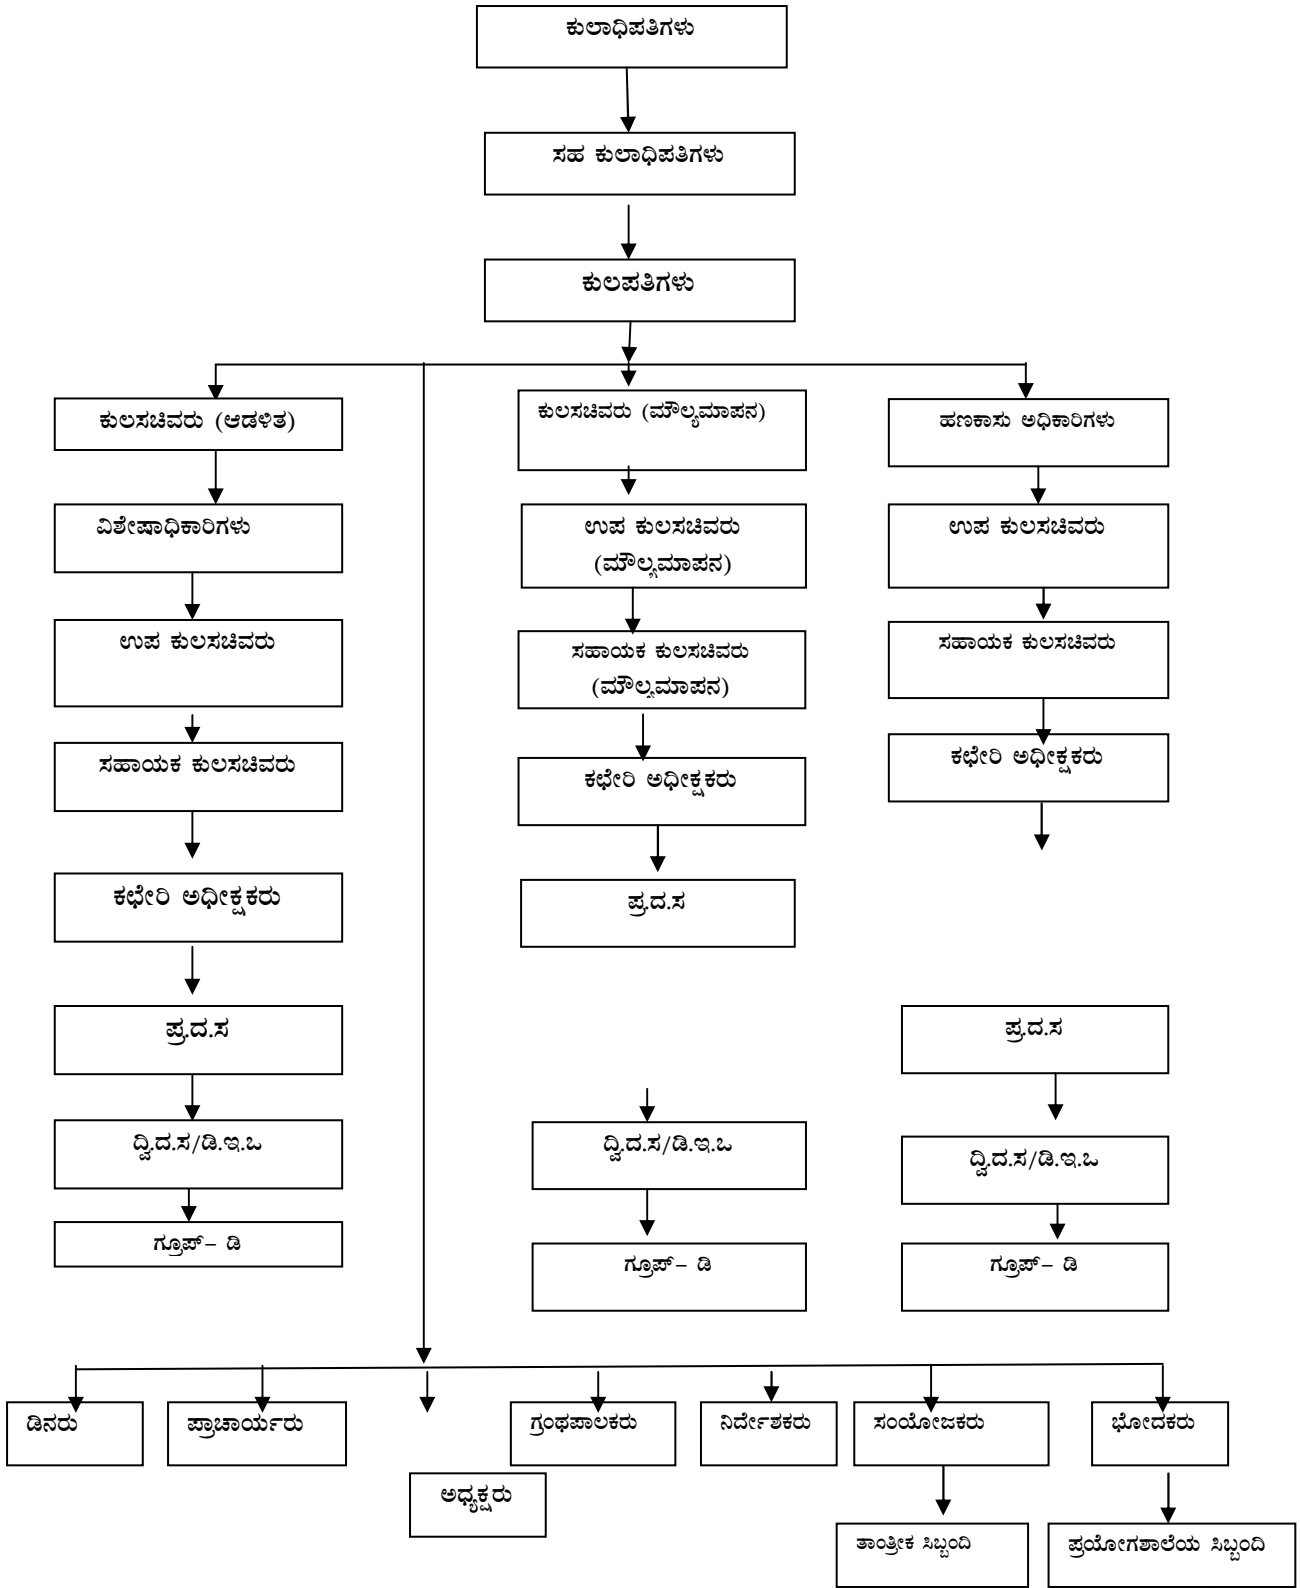 ಕುಲಾಧಿಪತಿಗಳು
ಸಹ ಕುಲಾಧಿಪತಿಗಳು
ಕುಲಪತಿಗಳು
ಕುಲಸಚಿವರು (ಆಡಳಿತ)
ಕುಲಸಚಿವರು (ಮೌಲ್ಯಮಾಪನ)
ಹಣಕಾಸು ಅಧಿಕಾರಿಗಳು
ವಿಶೇಷಾಧಿಕಾರಿಗಳು
ಉಪ ಕುಲಸಚಿವರು
(ಮೌಲ್ಯಮಾಪನ)
ಉಪ ಕುಲಸಚಿವರು
ಉಪ ಕುಲಸಚಿವರು
ಸಹಾಯಕ ಕುಲಸಚಿವರು
(ಮೌಲ್ಯಮಾಪನ)
ಸಹಾಯಕ ಕುಲಸಚಿವರು
ಸಹಾಯಕ ಕುಲಸಚಿವರು
ಕಛೇರಿ ಅಧೀಕ್ಷಕರು
ಕಛೇರಿ ಅಧೀಕ್ಷಕರು
ಕಛೇರಿ ಅಧೀಕ್ಷಕರು
ಪ್ರ.ದ.ಸ
ಪ್ರ.ದ.ಸ
ಪ್ರ.ದ.ಸ
ದ್ವಿ.ದ.ಸ/ಡಿ.ಇ.ಒ
ದ್ವಿ.ದ.ಸ/ಡಿ.ಇ.ಒ
ದ್ವಿ.ದ.ಸ/ಡಿ.ಇ.ಒ
ಗ್ರೂಪ್– ಡಿ
ಗ್ರೂಪ್– ಡಿ
ಗ್ರೂಪ್– ಡಿ
ಡಿನರು
ಪ್ರಾಚಾರ್ಯರು
ಗ್ರಂಥಪಾಲಕರು
ನಿರ್ದೇಶಕರು
ಸಂಯೋಜಕರು
ಭೋದಕರು
ಅಧ್ಯಕ್ಷರು
ತಾಂತ್ರೀಕ ಸಿಬ್ಬಂದಿ
ಪ್ರಯೋಗಶಾಲೆಯ ಸಿಬ್ಬಂದಿ